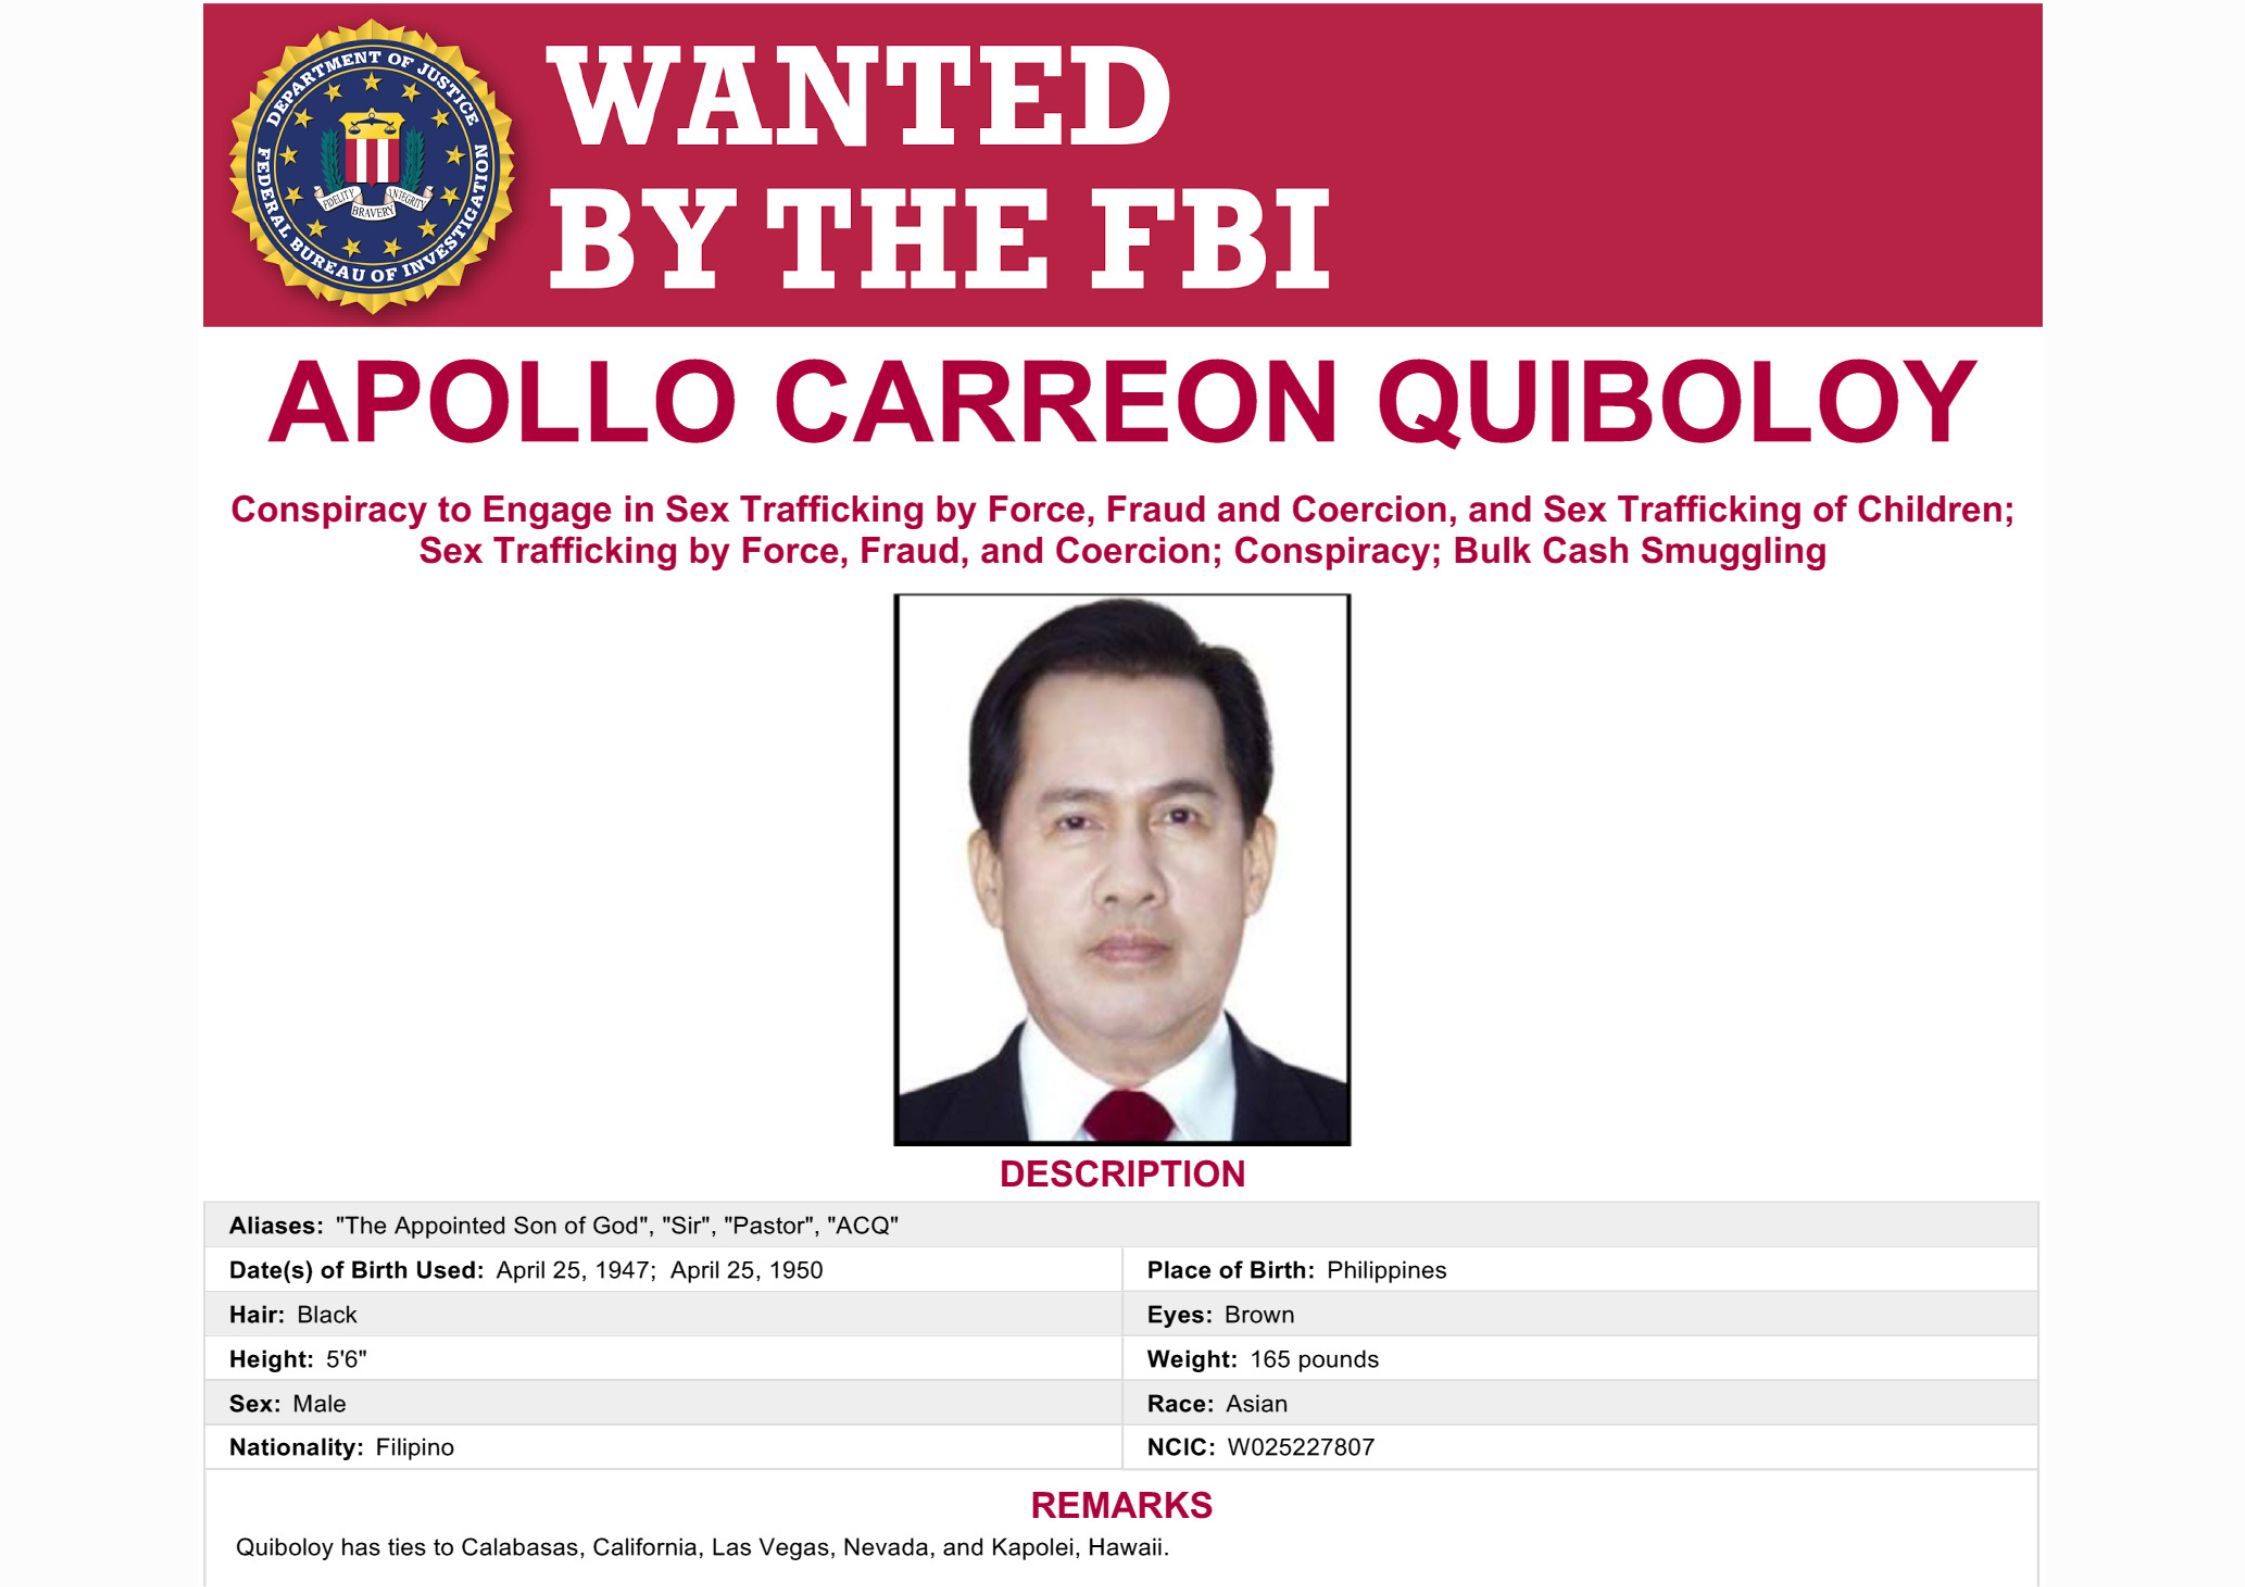 DEPARTMENT OF JUSTICE
FEDERAL BUREAU OF INVESTIGATION
FIDELITY
BRAVERY
INTEGRITY
WANTED
BY THE FBI
APOLLO CARREON QUIBOLOY
Conspiracy to Engage in Sex Trafficking by Force, Fraud and Coercion, and Sex Trafficking of Children;
Sex Trafficking by Force, Fraud, and Coercion; Conspiracy; Bulk Cash Smuggling
DESCRIPTION
Aliases: "The Appointed Son of God", "Sir", "Pastor", "ACQ"
Date(s) of Birth Used: April 25, 1947; April 25, 1950
Place of Birth: Philippines
Hair: Black
Eyes: Brown
Height: 5'6"
Weight: 165 pounds
Sex: Male
Race: Asian
Nationality: Filipino
NCIC: W025227807
REMARKS
Quiboloy has ties to Calabasas, California, Las Vegas, Nevada, and Kapolei, Hawaii.